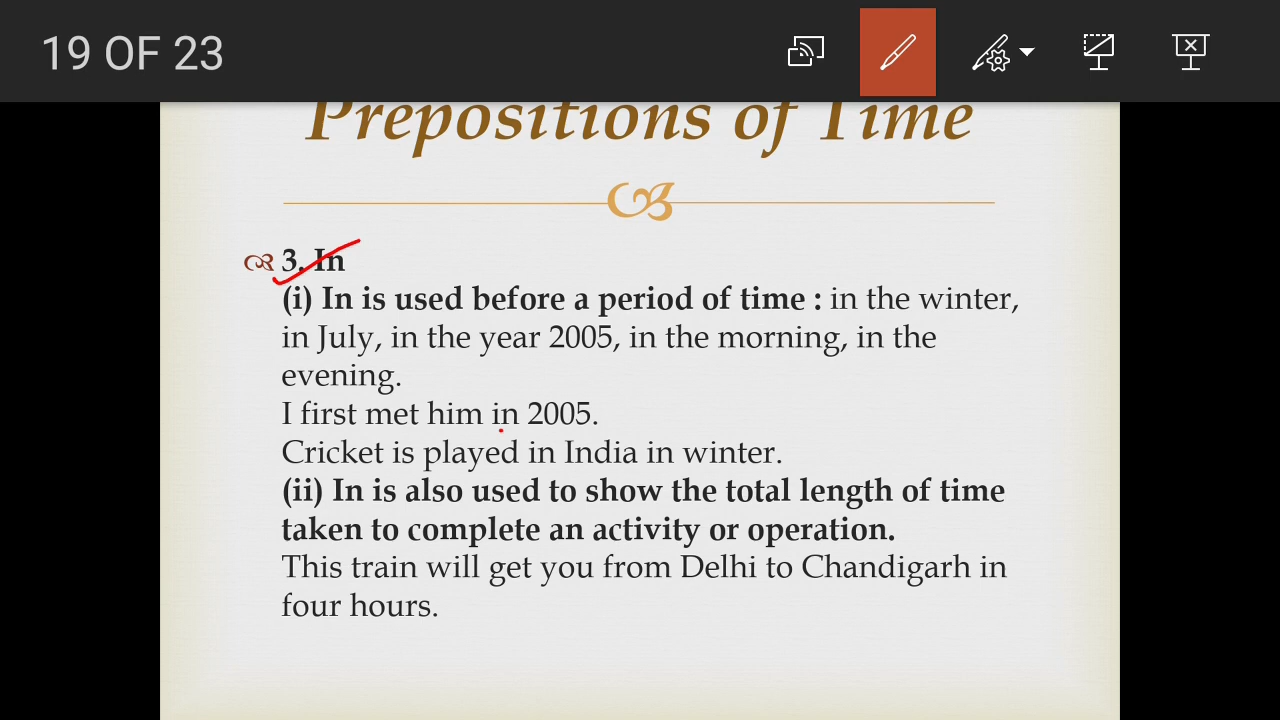 19 OF 23
Prepositions of Time
3. In
(i) In is used before a period of time : in the winter,
in July, in the year 2005, in the morning, in the
evening.
I first met him in 2005.
Cricket is played in India in winter.
(ii) In is also used to show the total length of time
taken to complete an activity or operation.
This train will get you from Delhi to Chandigarh in
four hours.